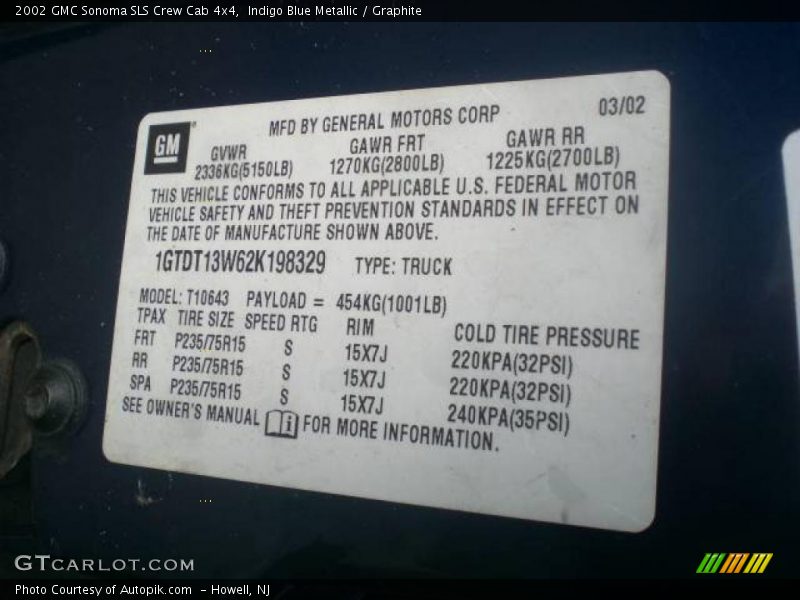 2002 GMC Sonoma SLS Crew Cab 4x4,  Indigo Blue Metallic / Graphite
GM
MFD BY GENERAL MOTORS CORP 03/02
GVWR GAWR FRT GAWR RR
2336KG(5150LB) 1270KG(2800LB) 1225KG(2700LB)
THIS VEHICLE CONFORMS TO ALL APPLICABLE U.S. FEDERAL MOTOR
VEHICLE SAFETY AND THEFT PREVENTION STANDARDS IN EFFECT ON
THE DATE OF MANUFACTURE SHOWN ABOVE.
1GTDT13W62K198329 TYPE: TRUCK
MODEL: T10643 PAYLOAD = 454KG(1001LB)
TPAX TIRE SIZE SPEED RTG RIM COLD TIRE PRESSURE
FRT P235/75R15 S 15X7J 220KPA(32PSI)
RR P235/75R15 S 15X7J 220KPA(32PSI)
SPA P235/75R15 S 15X7J 240KPA(35PSI)
SEE OWNER'S MANUAL i FOR MORE INFORMATION.
GTCARLOT.COM
Photo Courtesy of Autopik.com  - Howell, NJ